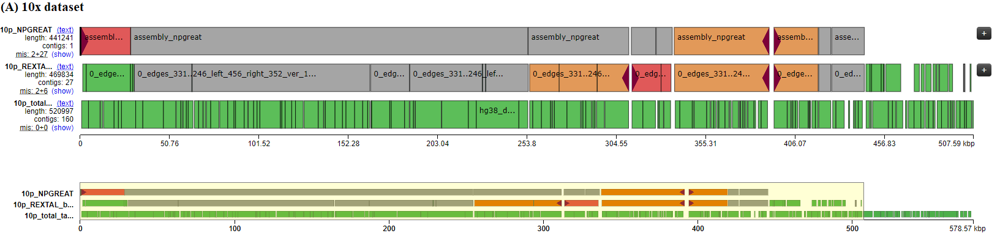 (A) 10x dataset
10p_NPGREAT (text)
length: 441241
contigs: 1
mis: 2+27 (show)
assembl... assembly_npgreat assembly_npgreat assembly_npgreat assemb... asse...
+
10p_REXTA... (text)
length: 469834
contigs: 27
mis: 2+6 (show)
0_edge... 0_edges_331..246_left_456_right_352_ver_1... 0_edg... 0_edges_331..246_lef... 0_edges_331..246... 0_edg... 0_edges_331..24... 0_edge... 0_ed...
+
10p_total... (text)
length: 520997
contigs: 160
mis: 0+0 (show)
hg38_d...
0 50.76 101.52 152.28 203.04 253.8 304.55 355.31 406.07 456.83 507.59 kbp
10p_NPGREAT
10p_REXTAL_b...
10p_total_ta...
0 100 200 300 400 500 578.57 kbp